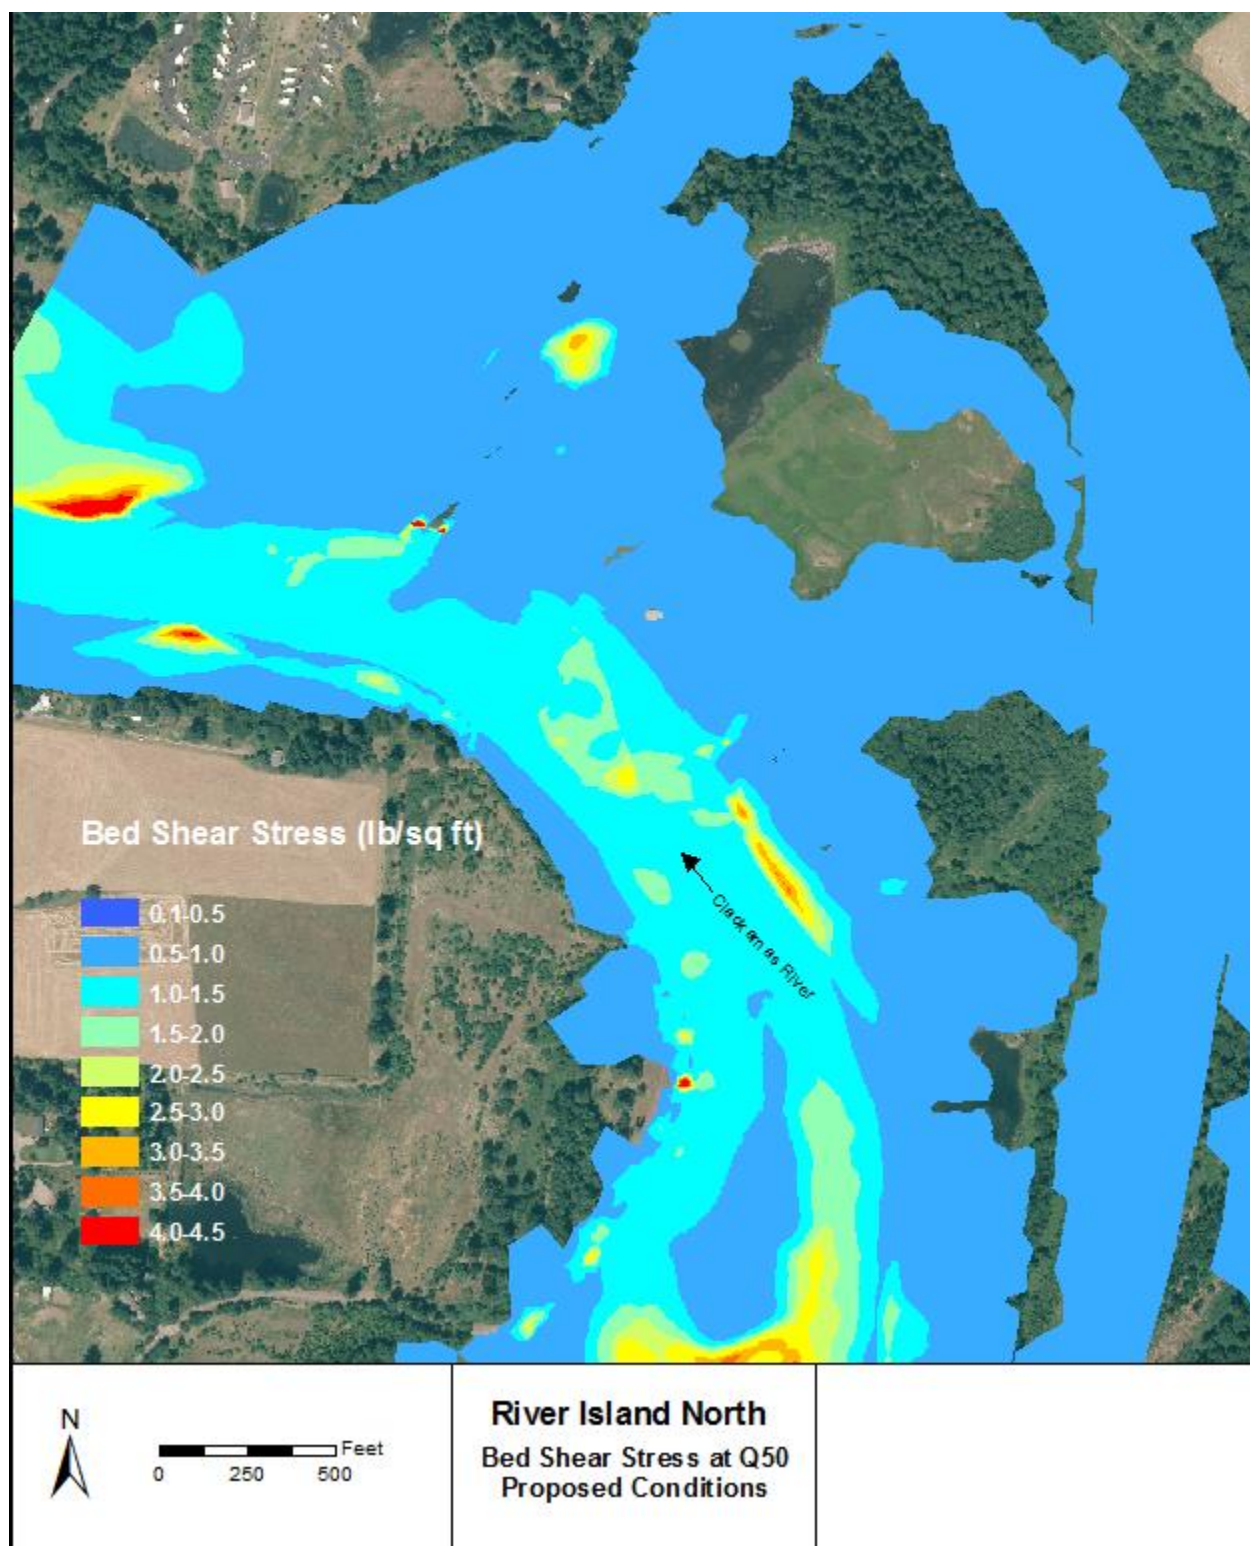 Bed Shear Stress (lb/sq ft)
0.1-0.5
0.5-1.0
1.0-1.5
1.5-2.0
2.0-2.5
2.5-3.0
3.0-3.5
3.5-4.0
4.0-4.5
Clackamas River
N
Feet
0 250 500
River Island North
Bed Shear Stress at Q50
Proposed Conditions